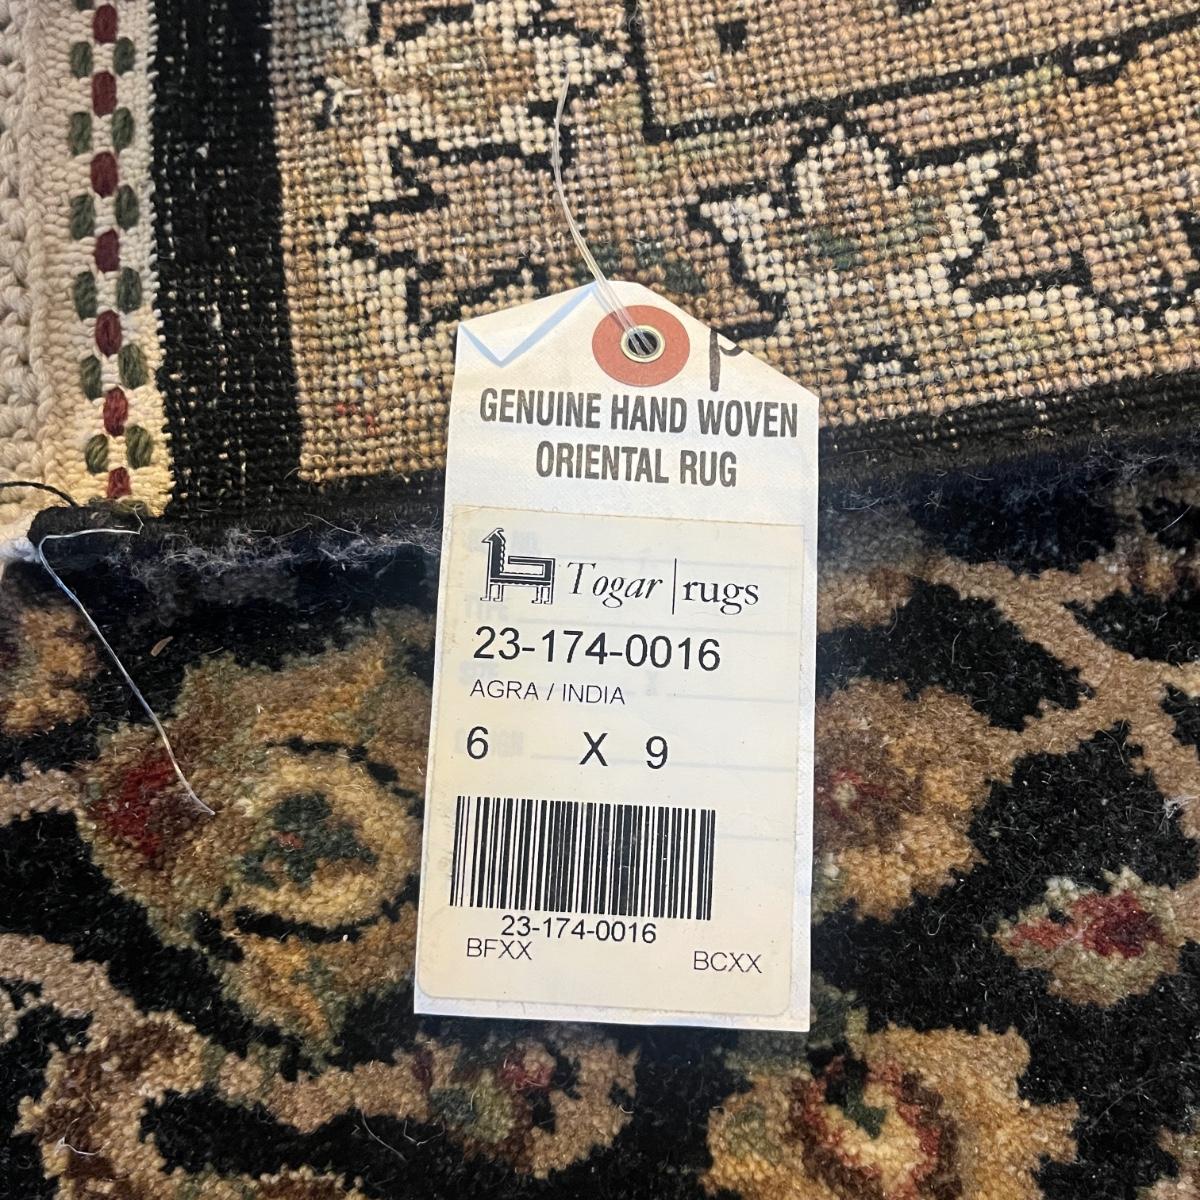 GENUINE HAND WOVEN
ORIENTAL RUG
Togar | rugs
23-174-0016
AGRA / INDIA
6 X 9
23-174-0016
BFXX BCXX